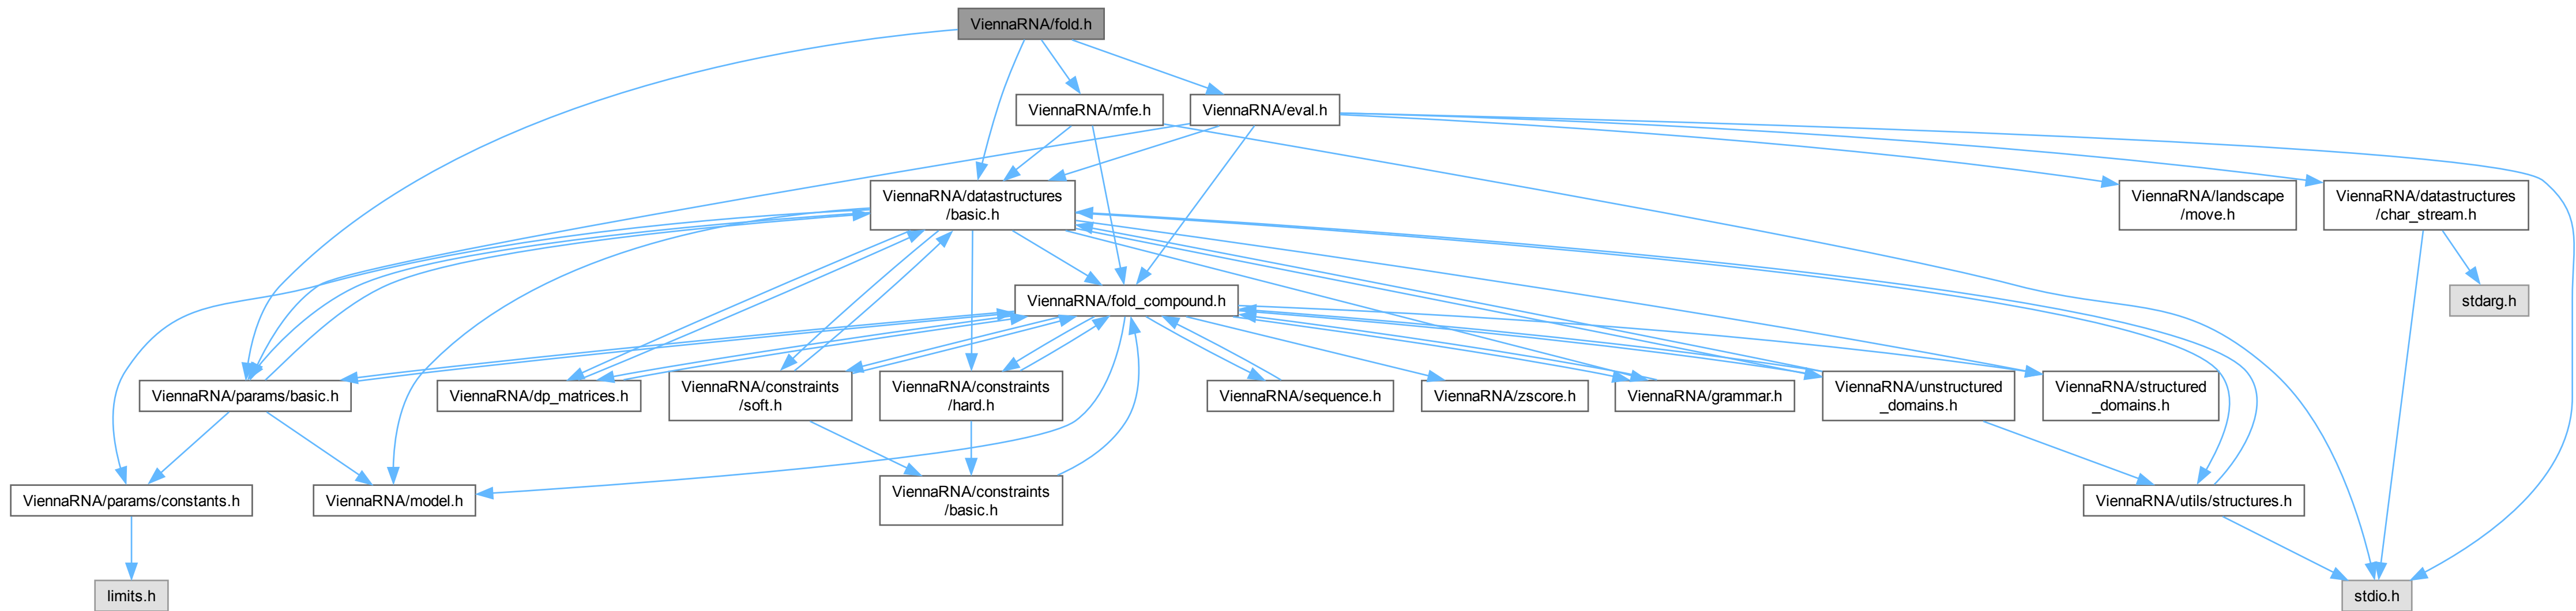 ViennaRNA/fold.h
ViennaRNA/mfe.h
ViennaRNA/eval.h
ViennaRNA/datastructures
/basic.h
ViennaRNA/landscape
/move.h
ViennaRNA/datastructures
/char_stream.h
ViennaRNA/fold_compound.h
stdarg.h
ViennaRNA/params/basic.h
ViennaRNA/dp_matrices.h
ViennaRNA/constraints
/soft.h
ViennaRNA/constraints
/hard.h
ViennaRNA/sequence.h
ViennaRNA/zscore.h
ViennaRNA/grammar.h
ViennaRNA/unstructured
_domains.h
ViennaRNA/structured
_domains.h
ViennaRNA/params/constants.h
ViennaRNA/model.h
ViennaRNA/constraints
/basic.h
ViennaRNA/utils/structures.h
limits.h
stdio.h